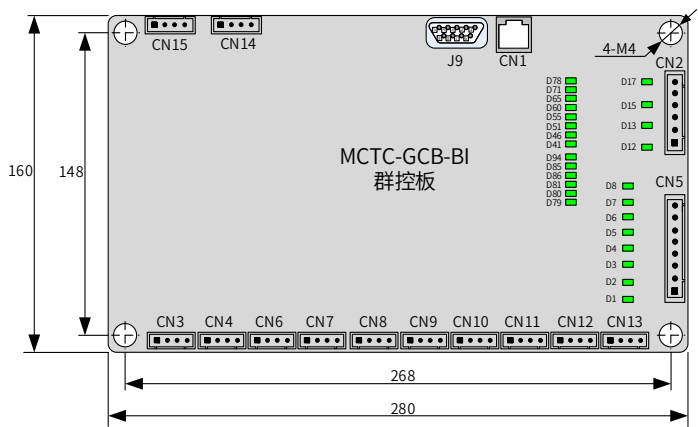 CN15
CN14
J9
CN1
4-M4
CN2
D78
D71
D65
D60
D55
D51
D46
D41
D94
D85
D86
D81
D80
D79
D17
D15
D13
D12
MCTC-GCB-BI
群控板
160
148
CN5
D8
D7
D6
D5
D4
D3
D2
D1
CN3
CN4
CN6
CN7
CN8
CN9
CN10
CN11
CN12
CN13
268
280